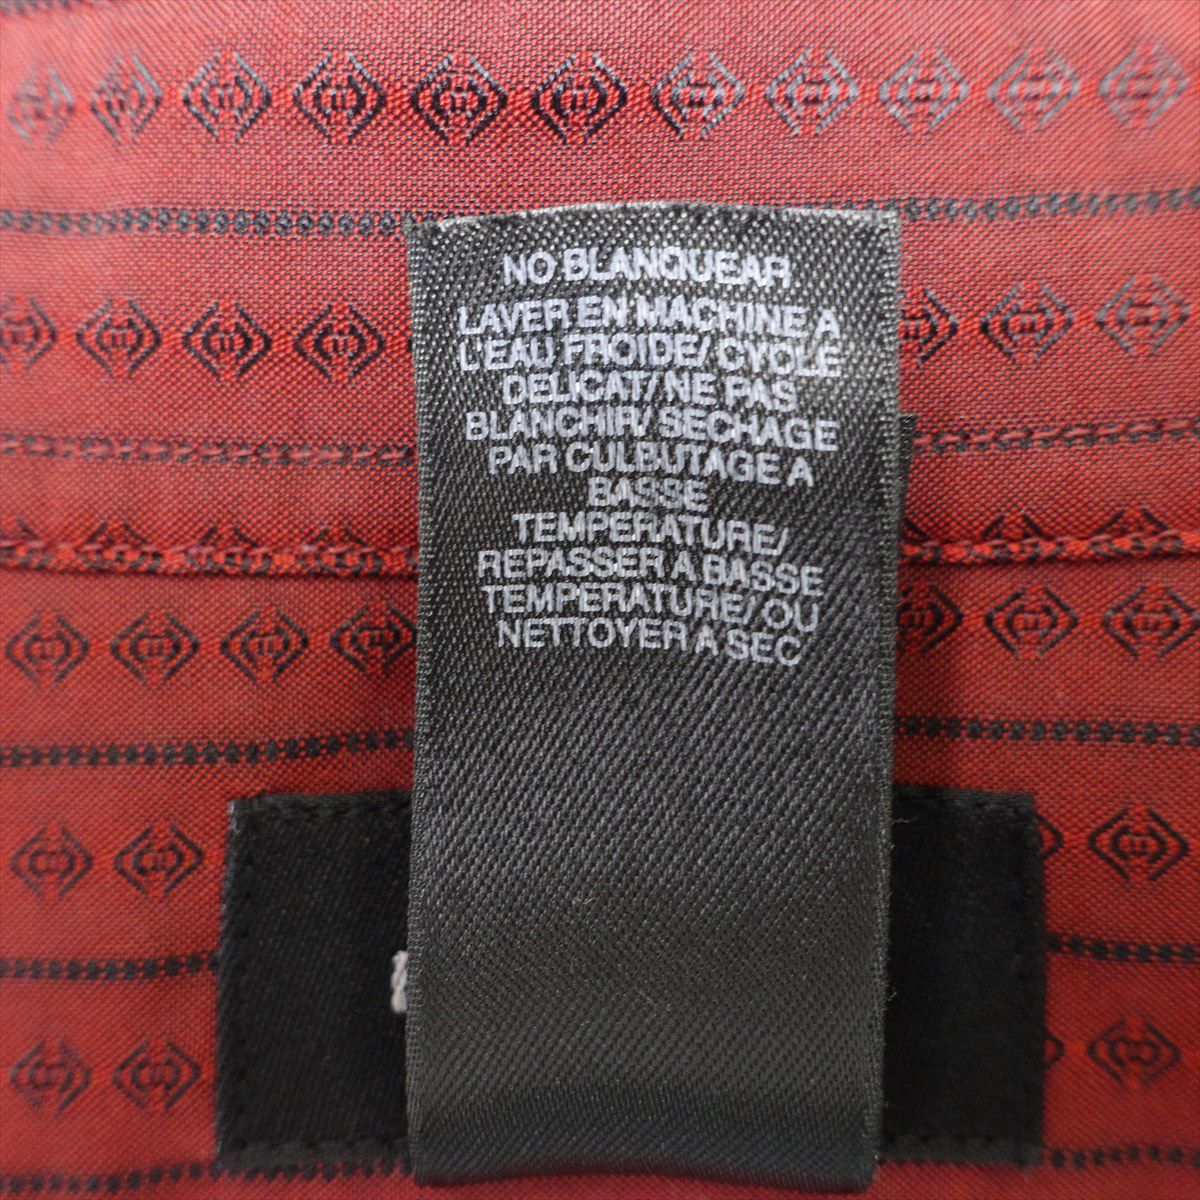 NO BLANQUEAR
LAVER EN MACHINE A
L'EAU FROIDE/ CYCLE
DELICAT/ NE PAS
BLANCHIR/ SECHAGE
PAR CULBUTAGE A
BASSE
TEMPERATURE/
REPASSER A BASSE
TEMPERATURE/ OU
NETTOYER A SEC